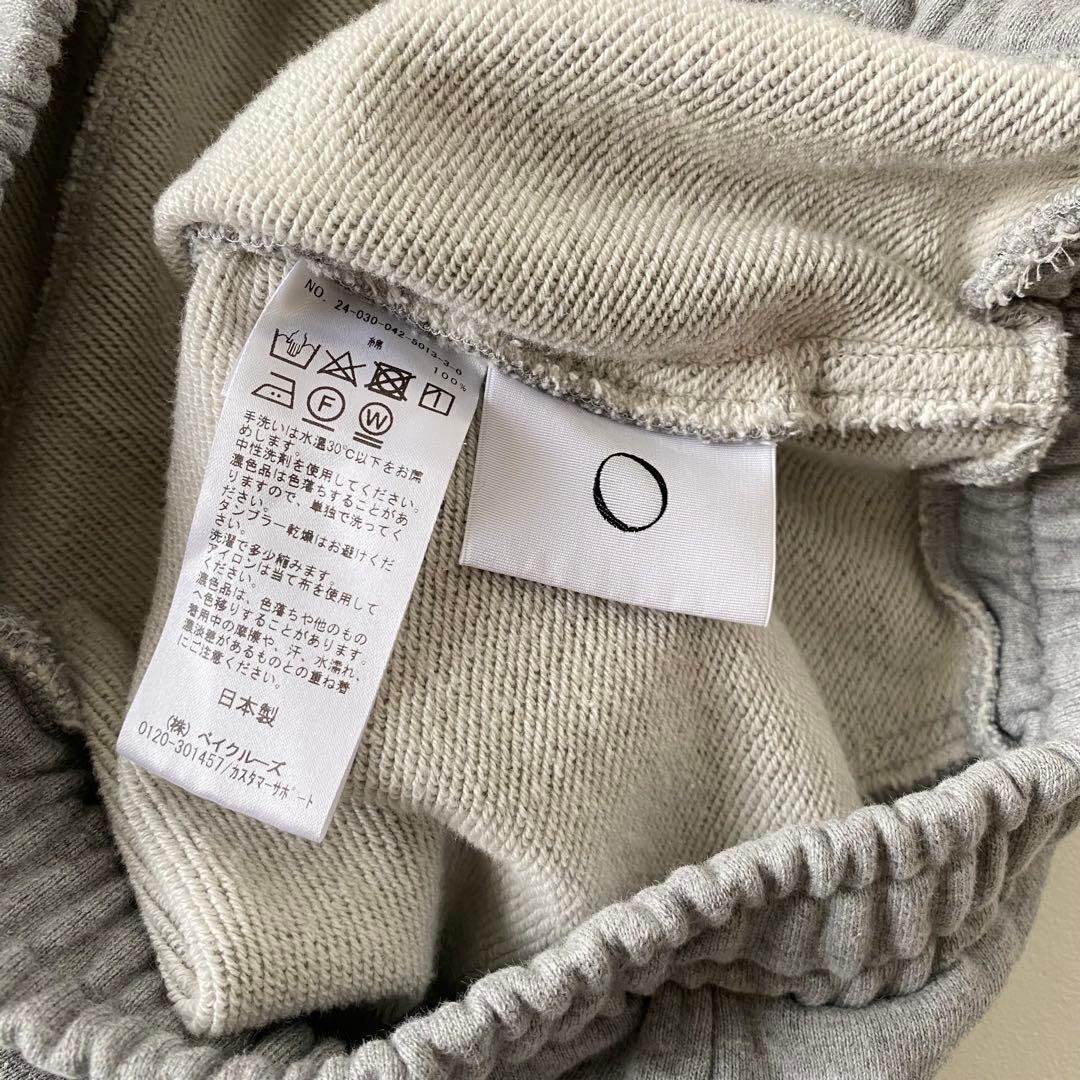 NO. 24-030-042-5013-3-0
綿 100%
F W
手洗いは水温30℃以下をお薦
めします。
中性洗剤を使用してください。
濃色品は色落ちすることがあ
りますので、単独で洗ってく
ださい。
タンブラー乾燥はお避けくだ
さい。
洗濯で多少縮みます。
アイロンは当て布を使用して
ください。
濃色品は、色落ちや他のもの
へ色移りすることがあります。
着用中の摩擦や、汗、水濡れ、
濃淡差があるものとの重ね着
にご注意ください。
日本製
(株) ベイクルーズ
0120-301457/カスタマーサポート
O